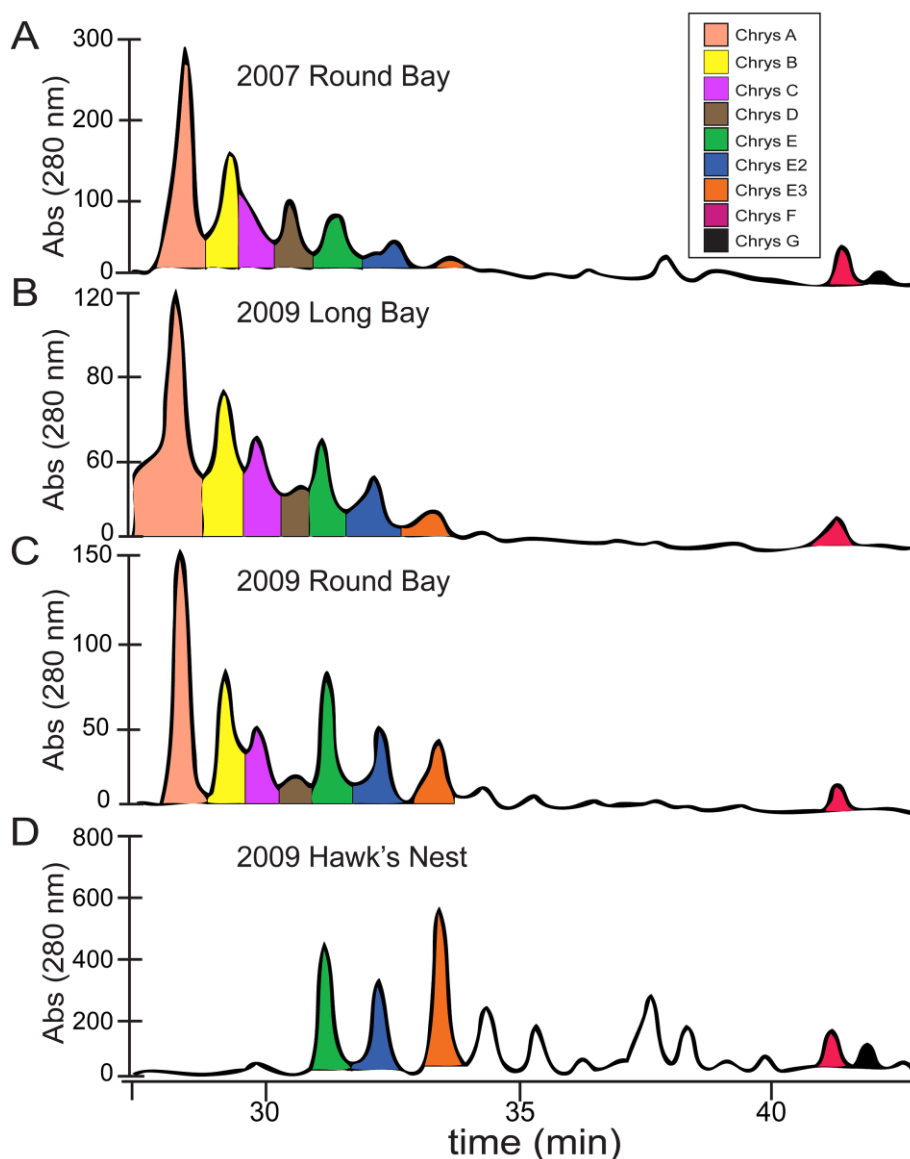 A
300
200
100
0
Abs (280 nm)
2007 Round Bay
Chrys A
Chrys B
Chrys C
Chrys D
Chrys E
Chrys E2
Chrys E3
Chrys F
Chrys G
B
120
80
60
0
Abs (280 nm)
2009 Long Bay
C
150
100
50
0
Abs (280 nm)
2009 Round Bay
D
800
600
400
200
0
Abs (280 nm)
2009 Hawk’s Nest
30
35
40
time (min)